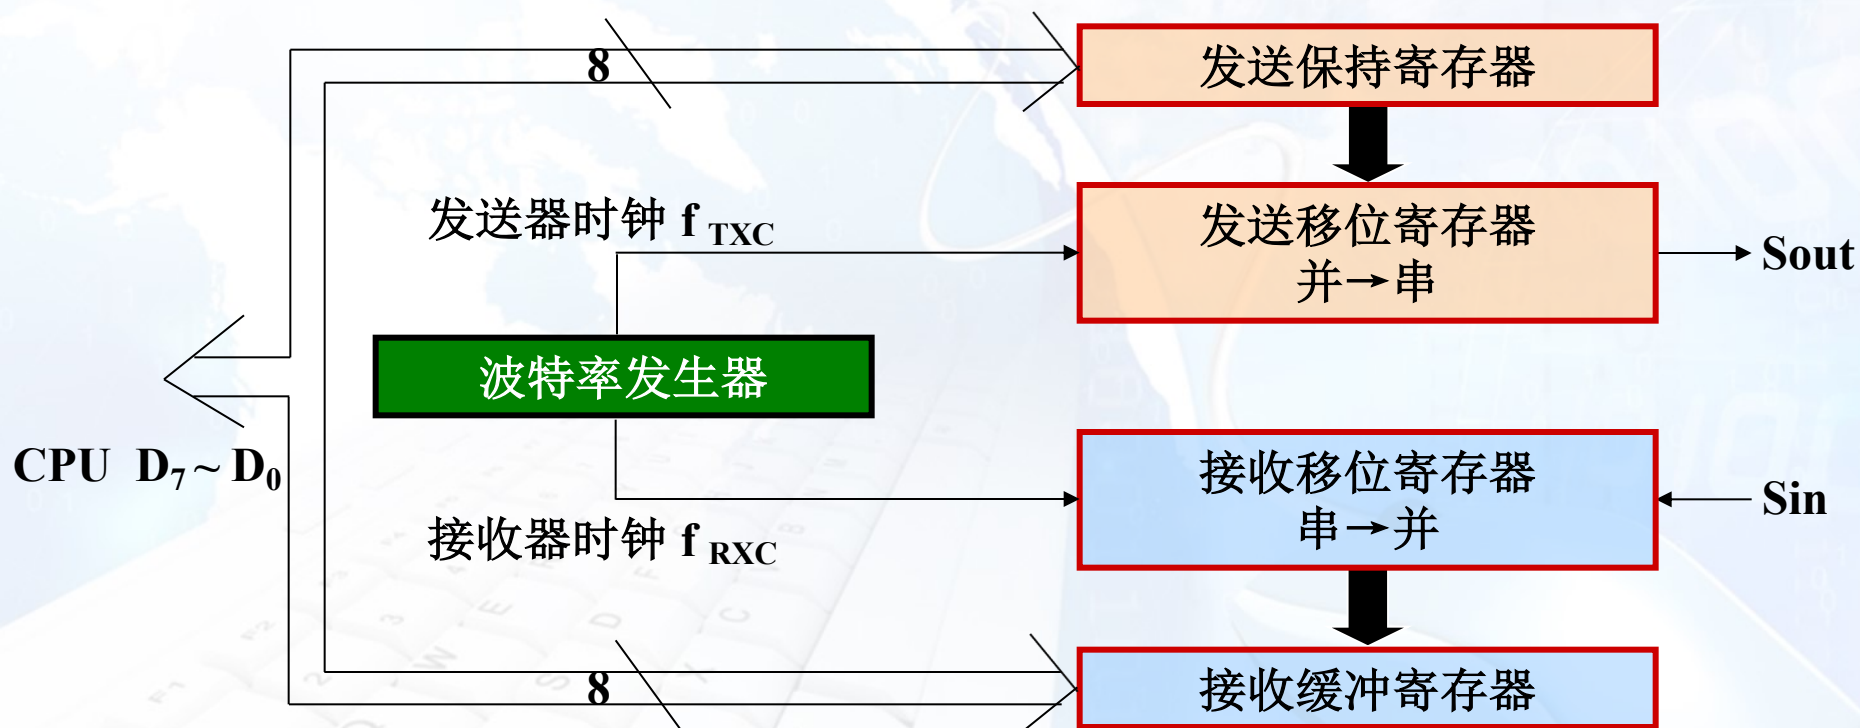 8
发送保持寄存器
发送器时钟 f TXC
发送移位寄存器
并→串
Sout
波特率发生器
CPU D7 ~ D0
接收移位寄存器
串→并
Sin
接收器时钟 f RXC
8
接收缓冲寄存器